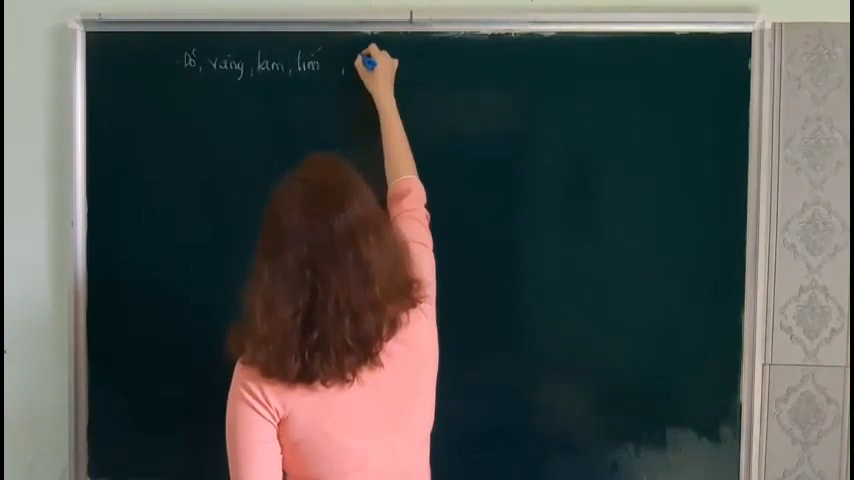 Đỏ, vàng, lam, tím ,